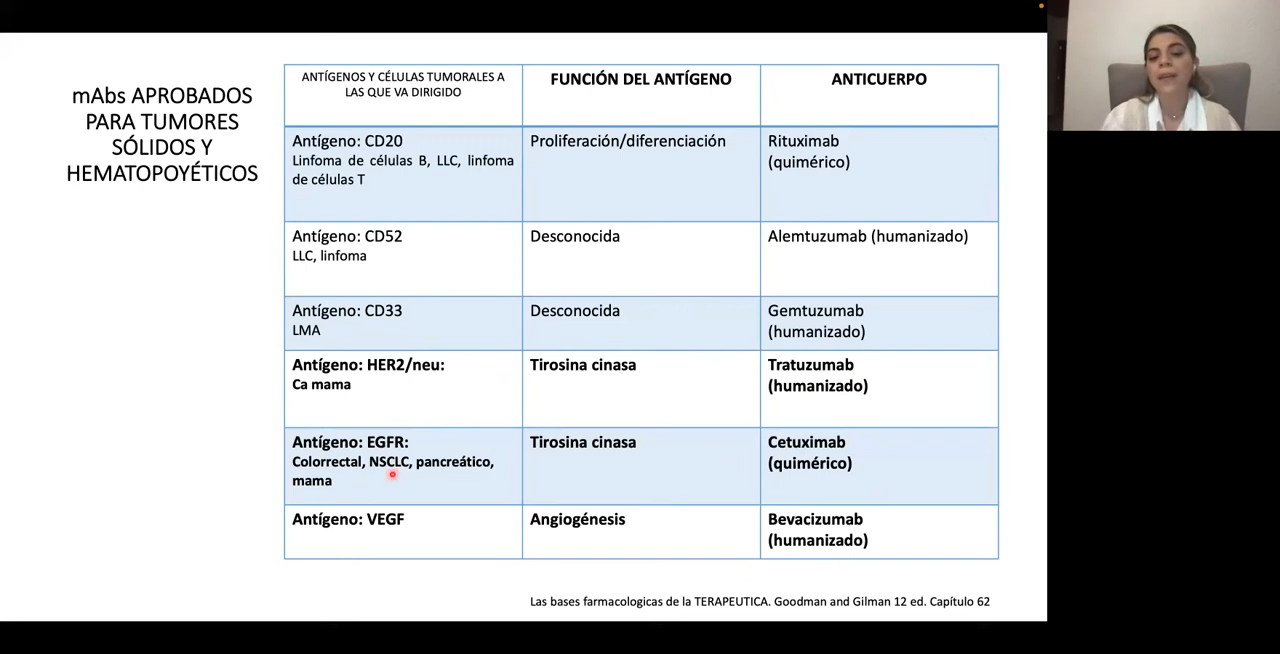 mAbs APROBADOS
PARA TUMORES
SÓLIDOS Y
HEMATOPOYÉTICOS
ANTÍGENOS Y CÉLULAS TUMORALES A
LAS QUE VA DIRIGIDO
FUNCIÓN DEL ANTÍGENO
ANTICUERPO
Antígeno: CD20
Linfoma de células B, LLC, linfoma
de células T
Proliferación/diferenciación
Rituximab
(quimérico)
Antígeno: CD52
LLC, linfoma
Desconocida
Alemtuzumab (humanizado)
Antígeno: CD33
LMA
Desconocida
Gemtuzumab
(humanizado)
Antígeno: HER2/neu:
Ca mama
Tirosina cinasa
Tratuzumab
(humanizado)
Antígeno: EGFR:
Colorrectal, NSCLC, pancreático,
mama
Tirosina cinasa
Cetuximab
(quimérico)
Antígeno: VEGF
Angiogénesis
Bevacizumab
(humanizado)
Las bases farmacologicas de la TERAPEUTICA. Goodman and Gilman 12 ed. Capítulo 62